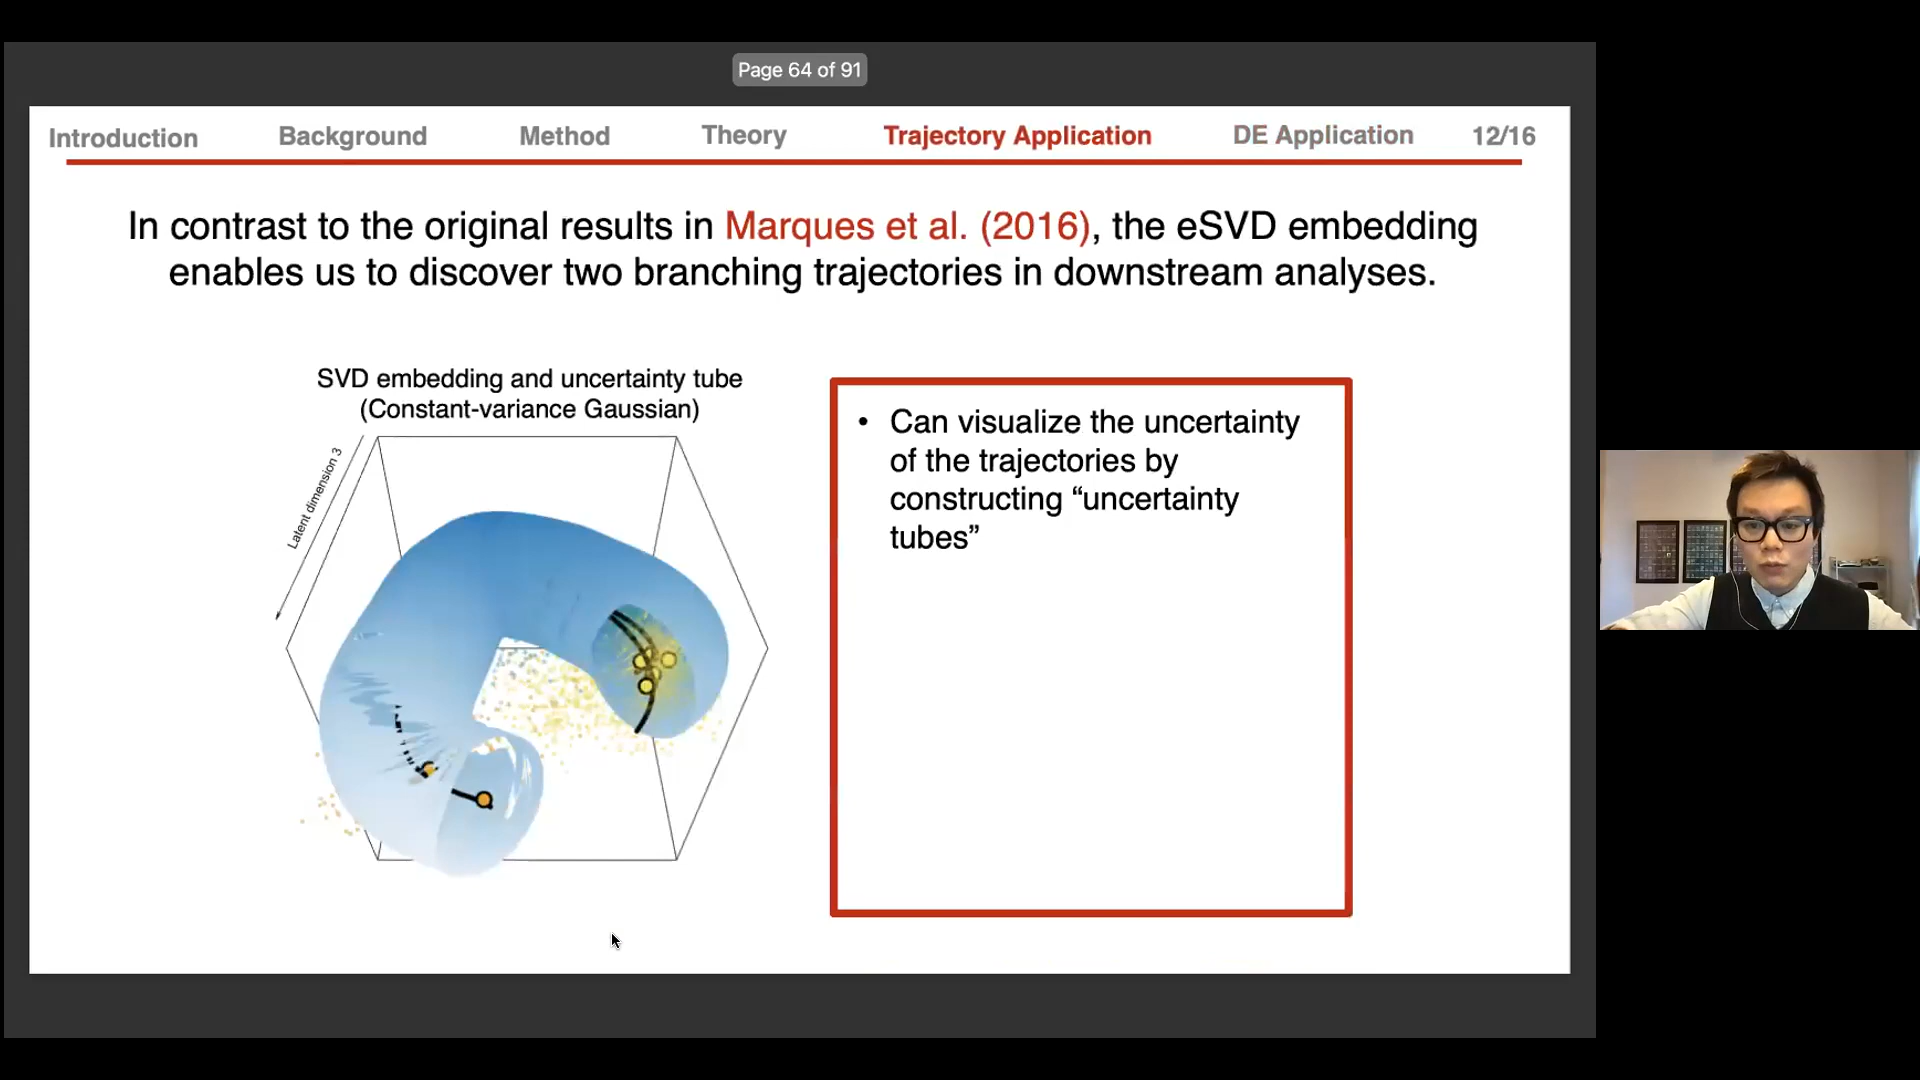 Page 64 of 91
Introduction Background Method Theory Trajectory Application DE Application 12/16
In contrast to the original results in Marques et al. (2016), the eSVD embedding
enables us to discover two branching trajectories in downstream analyses.
SVD embedding and uncertainty tube
(Constant-variance Gaussian)
Latent dimension 3
• Can visualize the uncertainty
of the trajectories by
constructing “uncertainty
tubes”